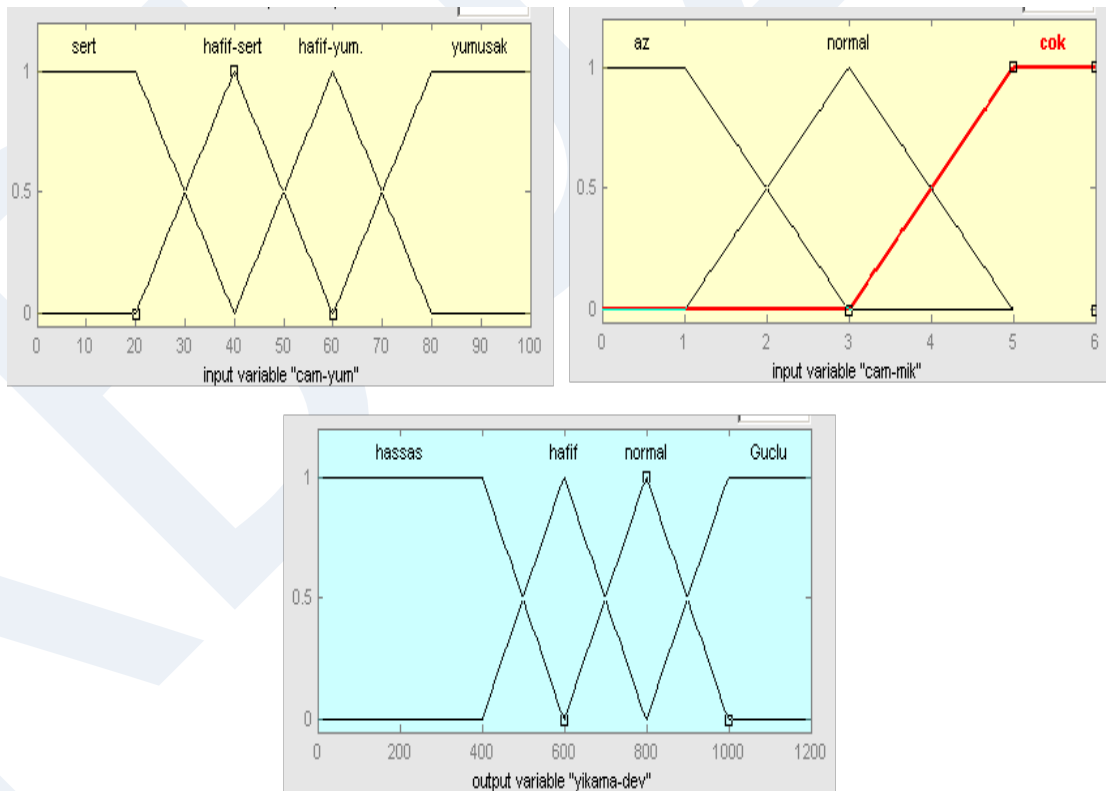 sert hafif-sert hafif-yum. yumusak
1
0.5
0
0 10 20 30 40 50 60 70 80 90 100
input variable "cam-yum"
az normal cok
1
0.5
0
0 1 2 3 4 5 6
input variable "cam-mik"
hassas hafif normal Guclu
1
0.5
0
0 200 400 600 800 1000 1200
output variable "yikama-dev"